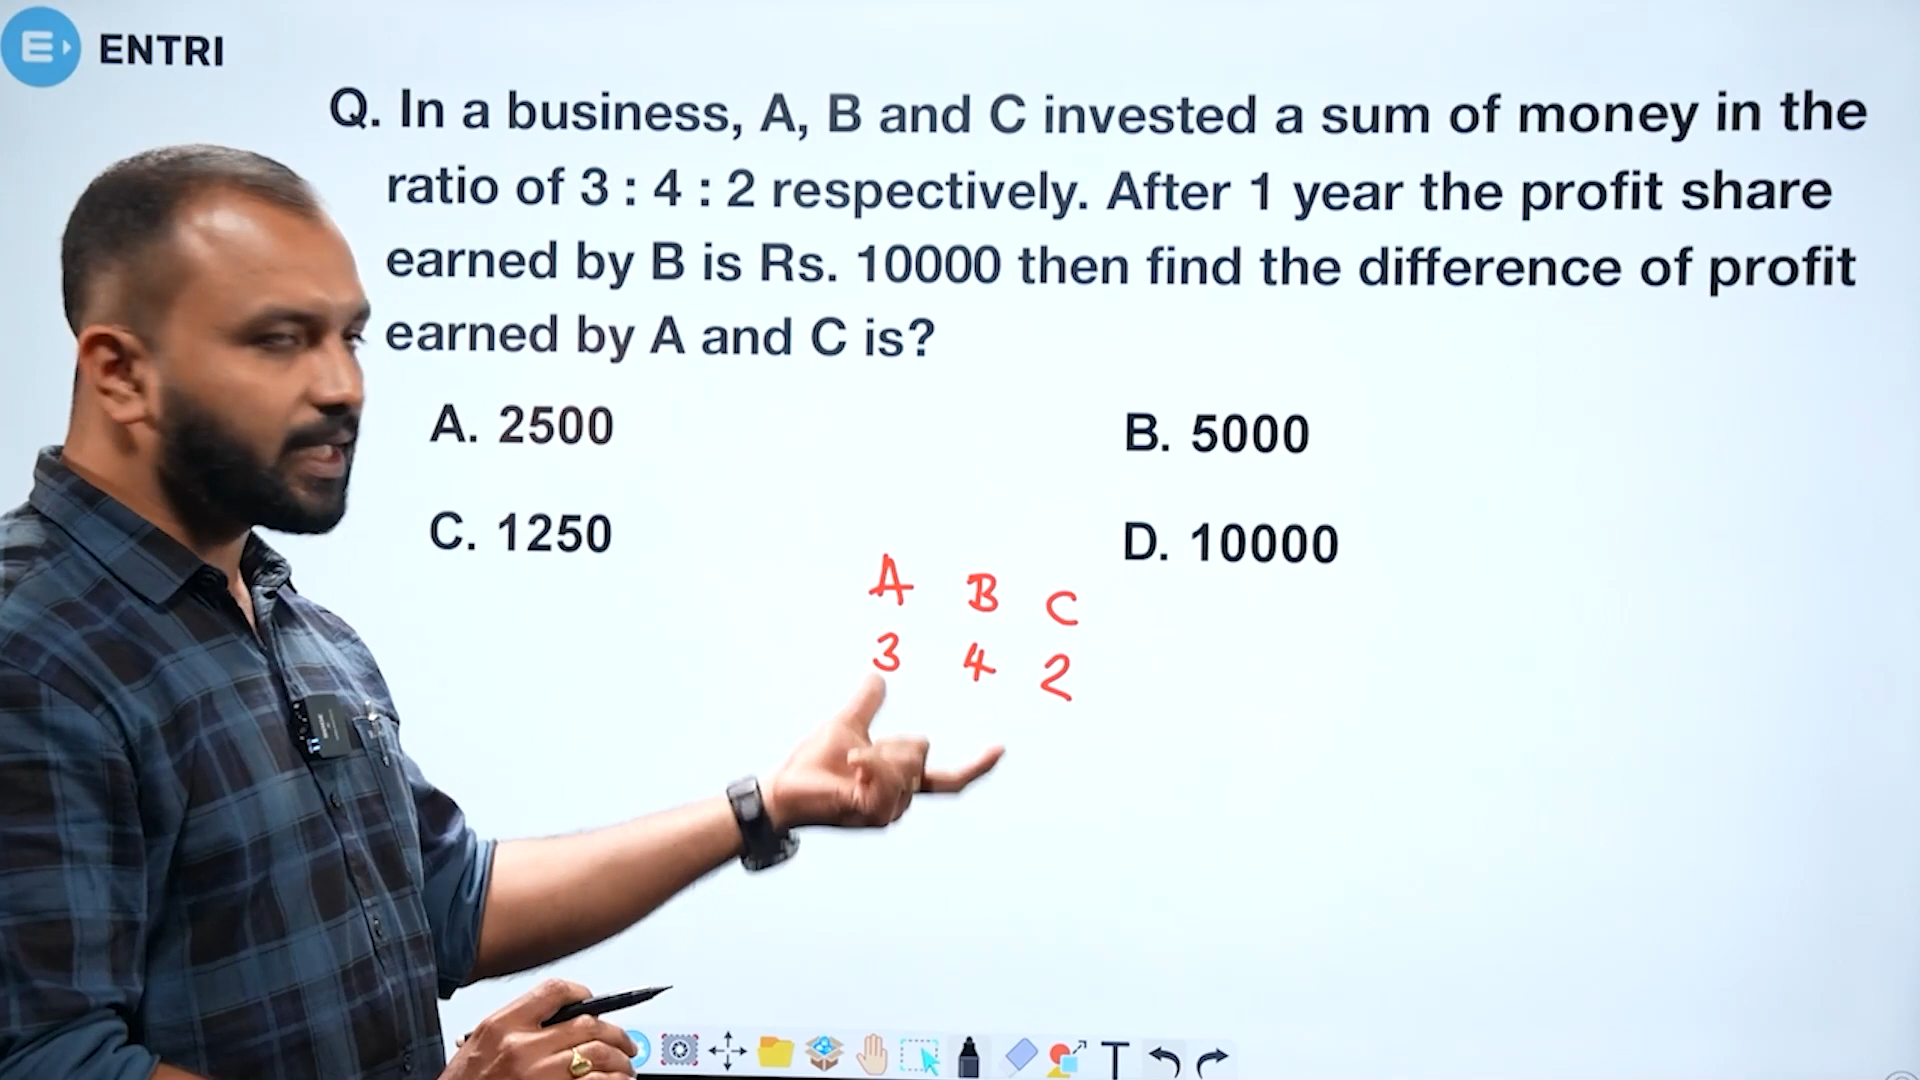 ENTRI
Q. In a business, A, B and C invested a sum of money in the
ratio of 3 : 4 : 2 respectively. After 1 year the profit share
earned by B is Rs. 10000 then find the difference of profit
earned by A and C is?
A. 2500
B. 5000
C. 1250
D. 10000
A B C
3 4 2